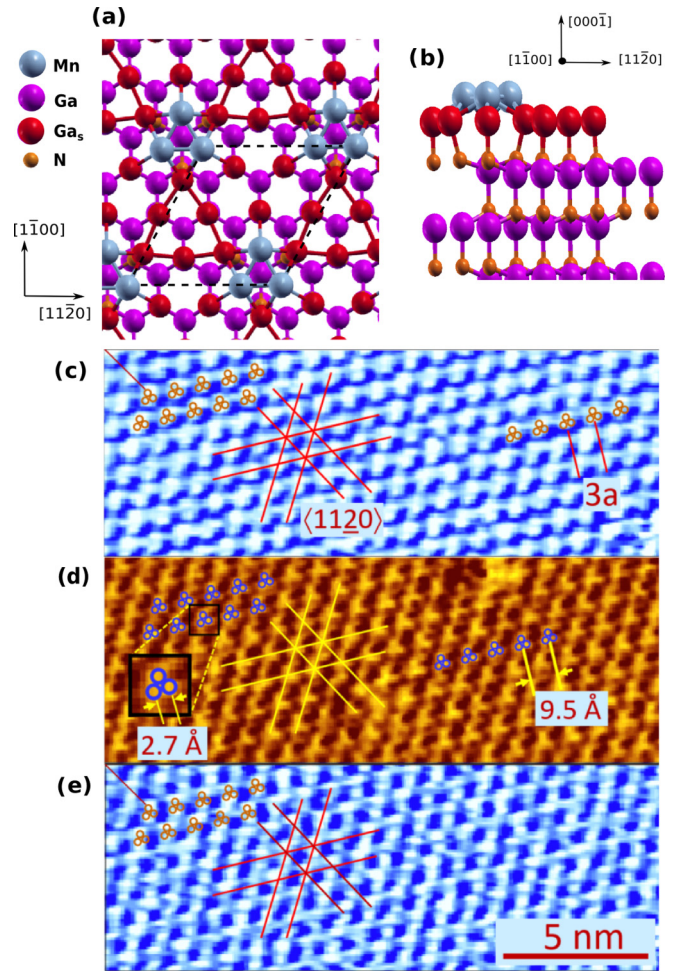 (a)
Mn
Ga
Gaₛ
N
[11̅00]
[112̅0]
(b)
[0001̅]
[11̅00]
[112̅0]
(c)
⟨112̲0⟩
3a
(d)
2.7 Å
9.5 Å
(e)
5 nm